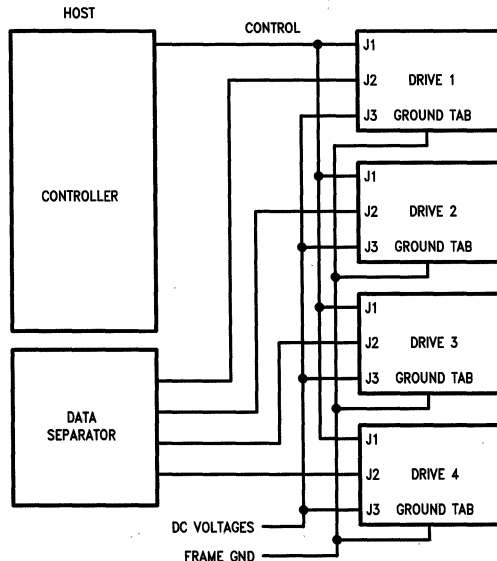 HOST
CONTROL
CONTROLLER
DATA
SEPARATOR
J1
J2 DRIVE 1
J3 GROUND TAB
J1
J2 DRIVE 2
J3 GROUND TAB
J1
J2 DRIVE 3
J3 GROUND TAB
J1
J2 DRIVE 4
J3 GROUND TAB
DC VOLTAGES
FRAME GND